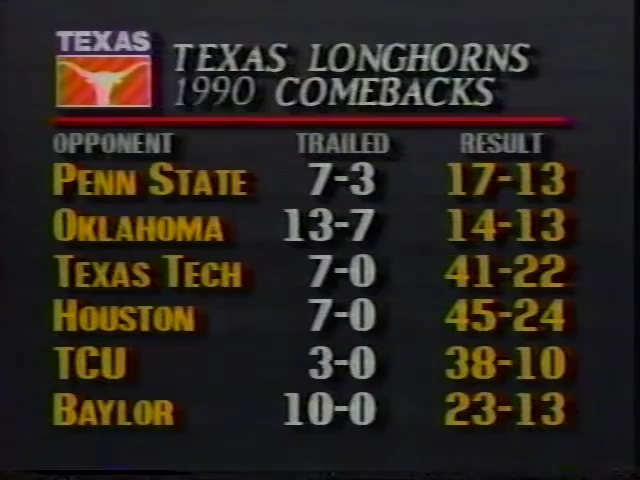 TEXAS
TEXAS LONGHORNS
1990 COMEBACKS
OPPONENT TRAILED RESULT
PENN STATE 7-3 17-13
OKLAHOMA 13-7 14-13
TEXAS TECH 7-0 41-22
HOUSTON 7-0 45-24
TCU 3-0 38-10
BAYLOR 10-0 23-13